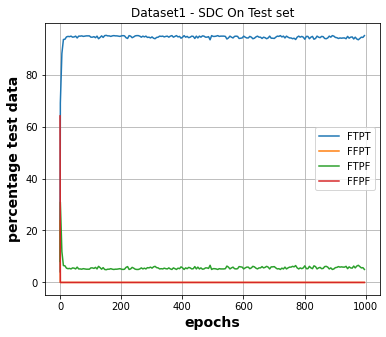 Dataset1 - SDC On Test set
percentage test data
80
60
40
20
0
FTPT
FFPT
FTPF
FFPF
0 200 400 600 800 1000
epochs